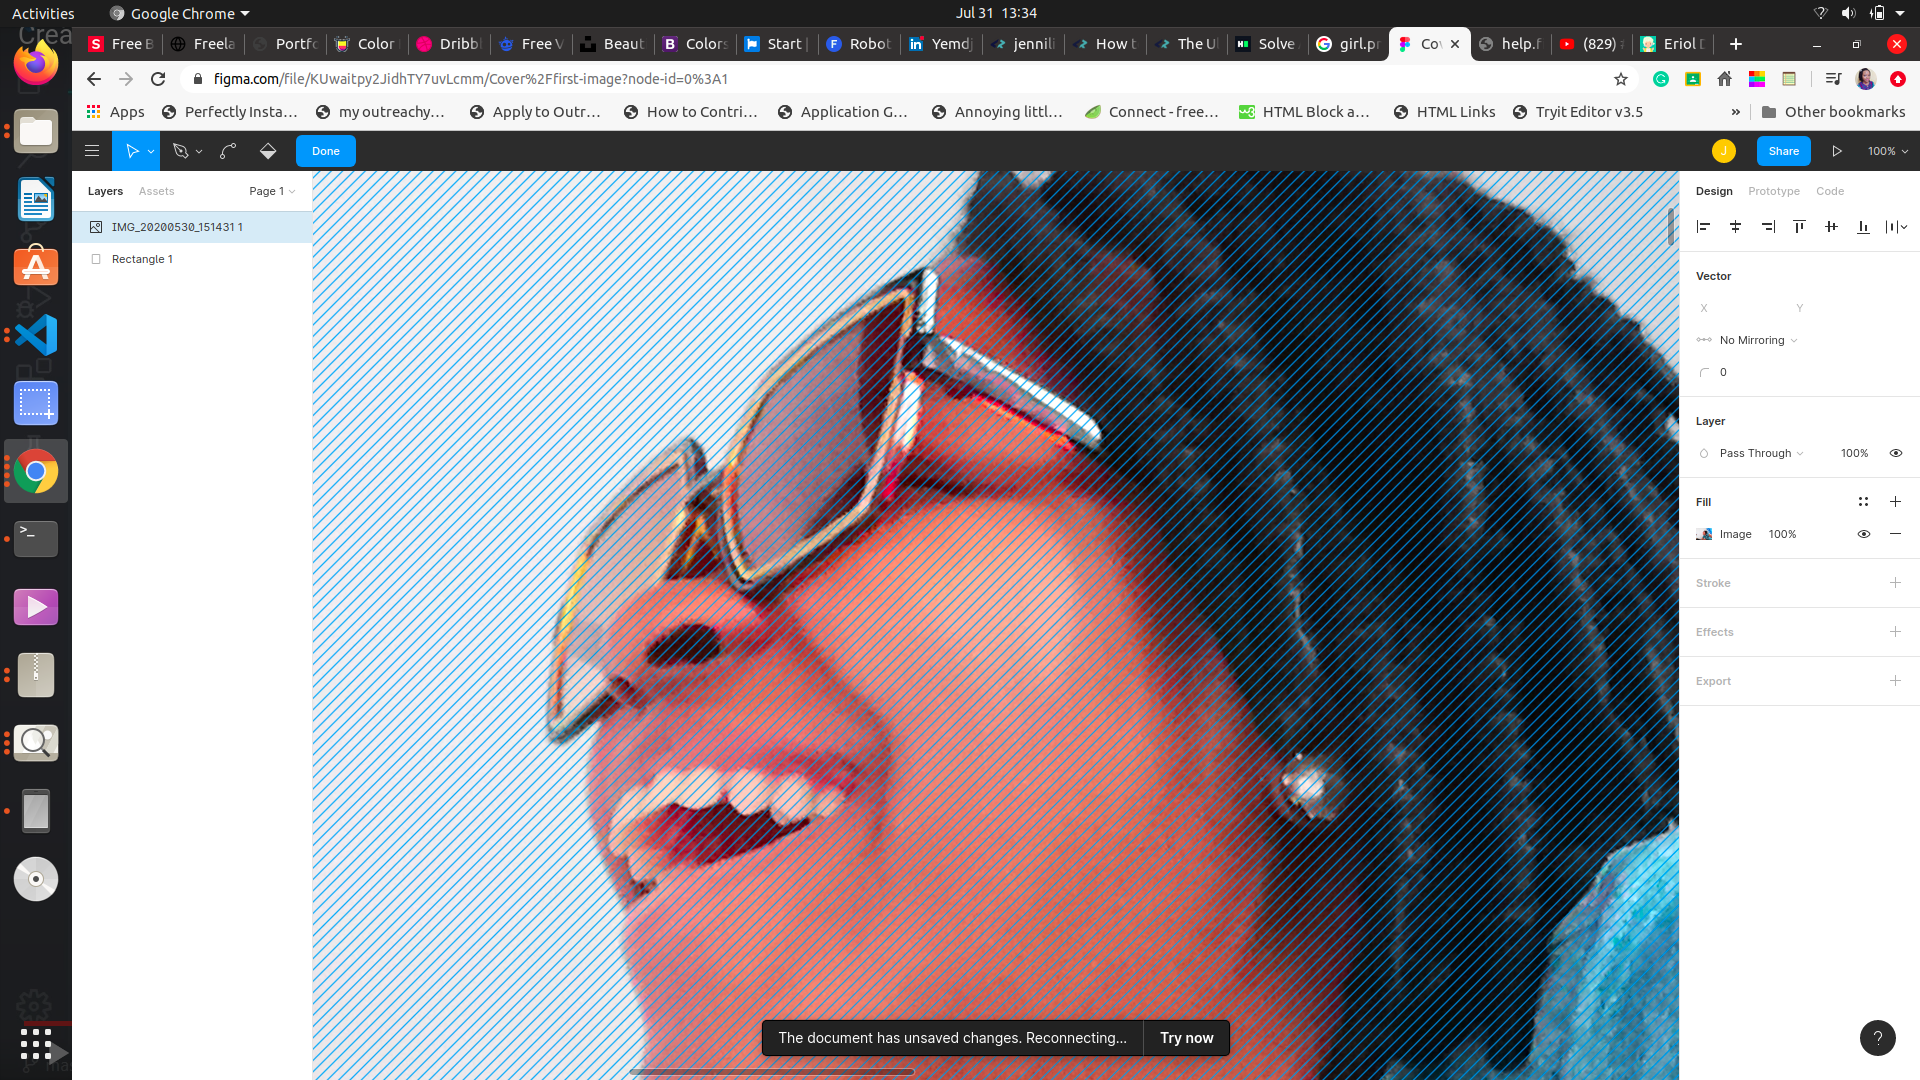 Activities
Google Chrome
Jul 31 13:34
Free B
Freela
Portfo
Color
Dribbl
Free V
Beaut
Colors
Start
Robot
Yemdj
jennili
How t
The Ul
Solve
girl.pr
Cov
help.f
(829)
Eriol D
figma.com/file/KUwaitpy2JidhTY7uvLcmm/Cover%2Ffirst-image?node-id=0%3A1
Apps
Perfectly Insta...
my outreachy...
Apply to Outr...
How to Contri...
Application G...
Annoying littl...
Connect - free...
HTML Block a...
HTML Links
Tryit Editor v3.5
»
Other bookmarks
Done
J
Share
100%
Layers
Assets
Page 1
IMG_20200530_151431 1
Rectangle 1
Design
Prototype
Code
Vector
X
Y
No Mirroring
0
Layer
Pass Through
100%
Fill
Image
100%
Stroke
Effects
Export
The document has unsaved changes. Reconnecting...
Try now
?